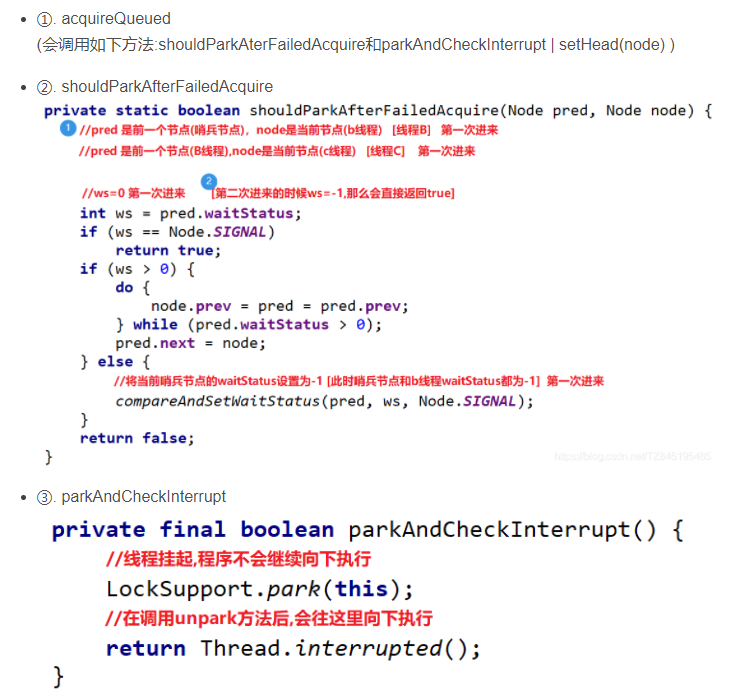 ①. acquireQueued
(会调用如下方法:shouldParkAterFailedAcquire和parkAndCheckInterrupt | setHead(node) )
②. shouldParkAfterFailedAcquire
private static boolean shouldParkAfterFailedAcquire(Node pred, Node node) {
1 //pred 是前一个节点(哨兵节点)，node是当前节点(b线程) [线程B] 第一次进来
//pred 是前一个节点(B线程),node是当前节点(c线程) [线程C] 第一次进来
2
//ws=0 第一次进来 [第二次进来的时候ws=-1,那么会直接返回true]
int ws = pred.waitStatus;
if (ws == Node.SIGNAL)
return true;
if (ws > 0) {
do {
node.prev = pred = pred.prev;
} while (pred.waitStatus > 0);
pred.next = node;
} else {
//将当前哨兵节点的waitStatus设置为-1 [此时哨兵节点和b线程waitStatus都为-1] 第一次进来
compareAndSetWaitStatus(pred, ws, Node.SIGNAL);
}
return false;
}
③. parkAndCheckInterrupt
private final boolean parkAndCheckInterrupt() {
//线程挂起,程序不会继续向下执行
LockSupport.park(this);
//在调用unpark方法后,会往这里向下执行
return Thread.interrupted();
}